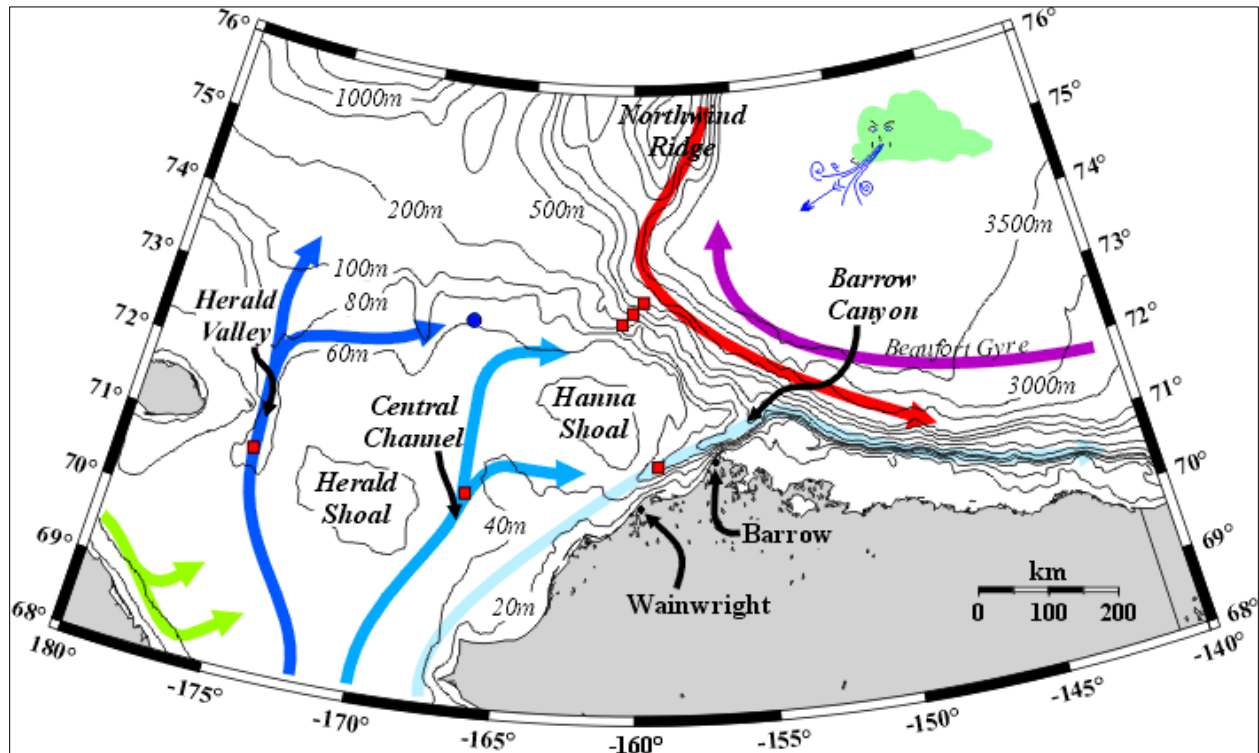 76°
76°
75°
75°
74°
74°
73°
73°
72°
72°
71°
71°
70°
70°
69°
69°
68°
68°
180°
-175°
-170°
-165°
-160°
-155°
-150°
-145°
-140°
1000m
Northwind
Ridge
200m
500m
3500m
100m
Herald
Valley
80m
60m
Barrow
Canyon
Beaufort Gyre
3000m
Central
Channel
Hanna
Shoal
Herald
Shoal
40m
20m
Barrow
Wainwright
km
0 100 200